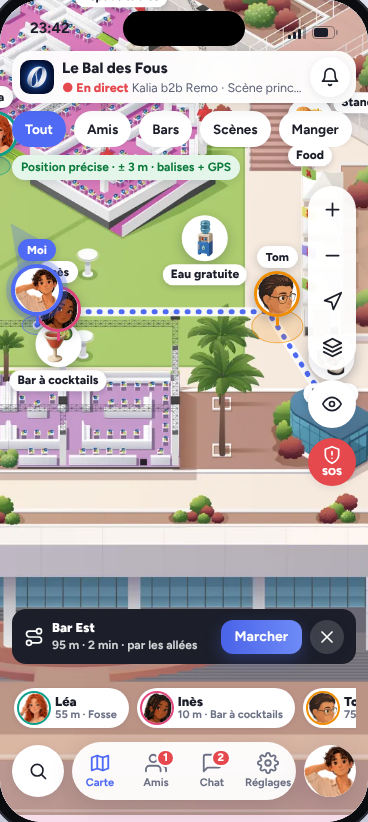 23:42
Le Bal des Fous
En direct Kalia b2b Remo · Scène princ...
Tout
Amis
Bars
Scènes
Manger
Food
Position précise · ± 3 m · balises + GPS
Moi
Eau gratuite
Tom
Bar à cocktails
SOS
Bar Est
95 m · 2 min · par les allées
Marcher
Léa
55 m · Fosse
Inès
10 m · Bar à cocktails
75
1
2
Carte
Amis
Chat
Réglages